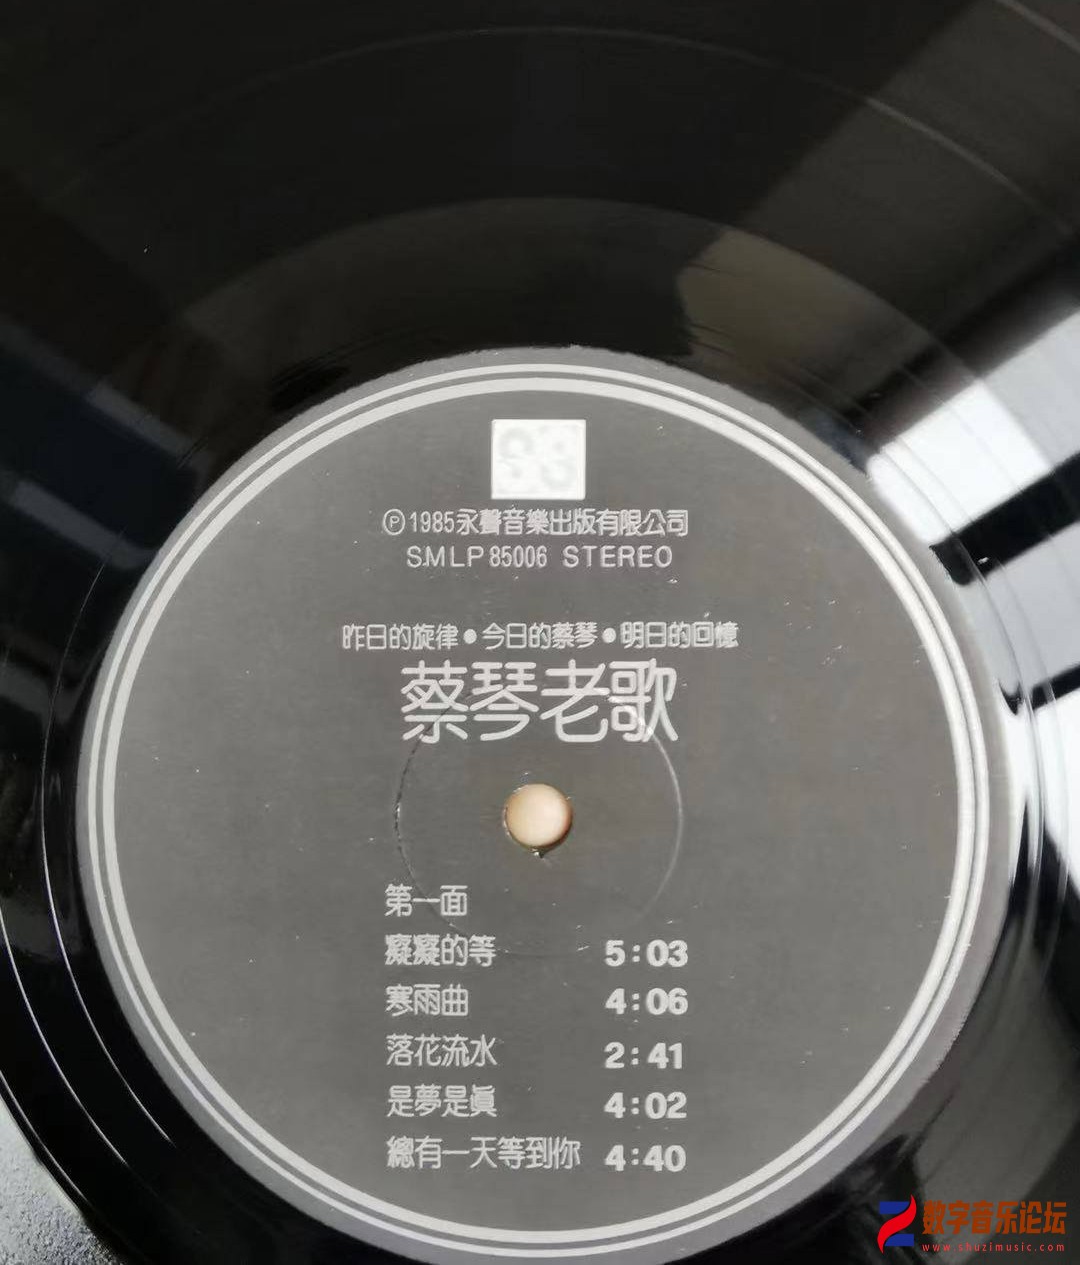 ℗1985永聲音樂出版有限公司
SMLP 85006 STEREO
昨日的旋律●今日的蔡琴●明日的回憶
蔡琴老歌
第一面
癡癡的等 5:03
寒雨曲 4:06
落花流水 2:41
是夢是眞 4:02
總有一天等到你 4:40
数字音乐论坛
www.shuzimusic.com